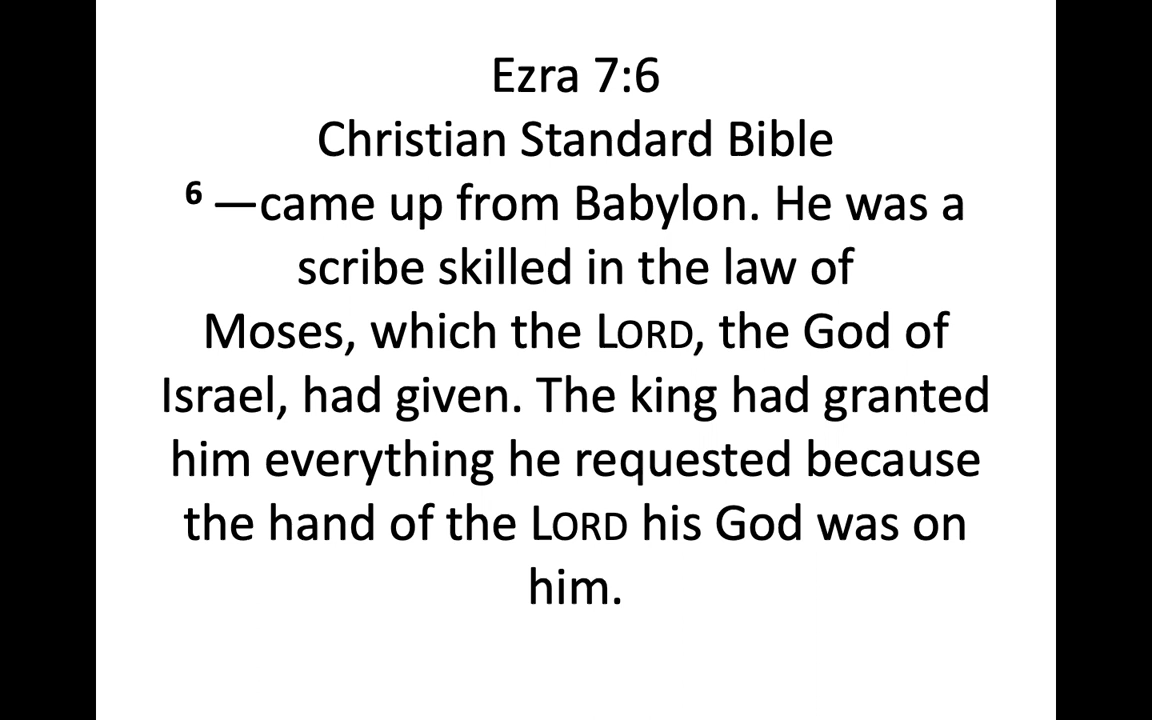 Ezra 7:6
Christian Standard Bible
6 —came up from Babylon. He was a
scribe skilled in the law of
Moses, which the LORD, the God of
Israel, had given. The king had granted
him everything he requested because
the hand of the LORD his God was on
him.